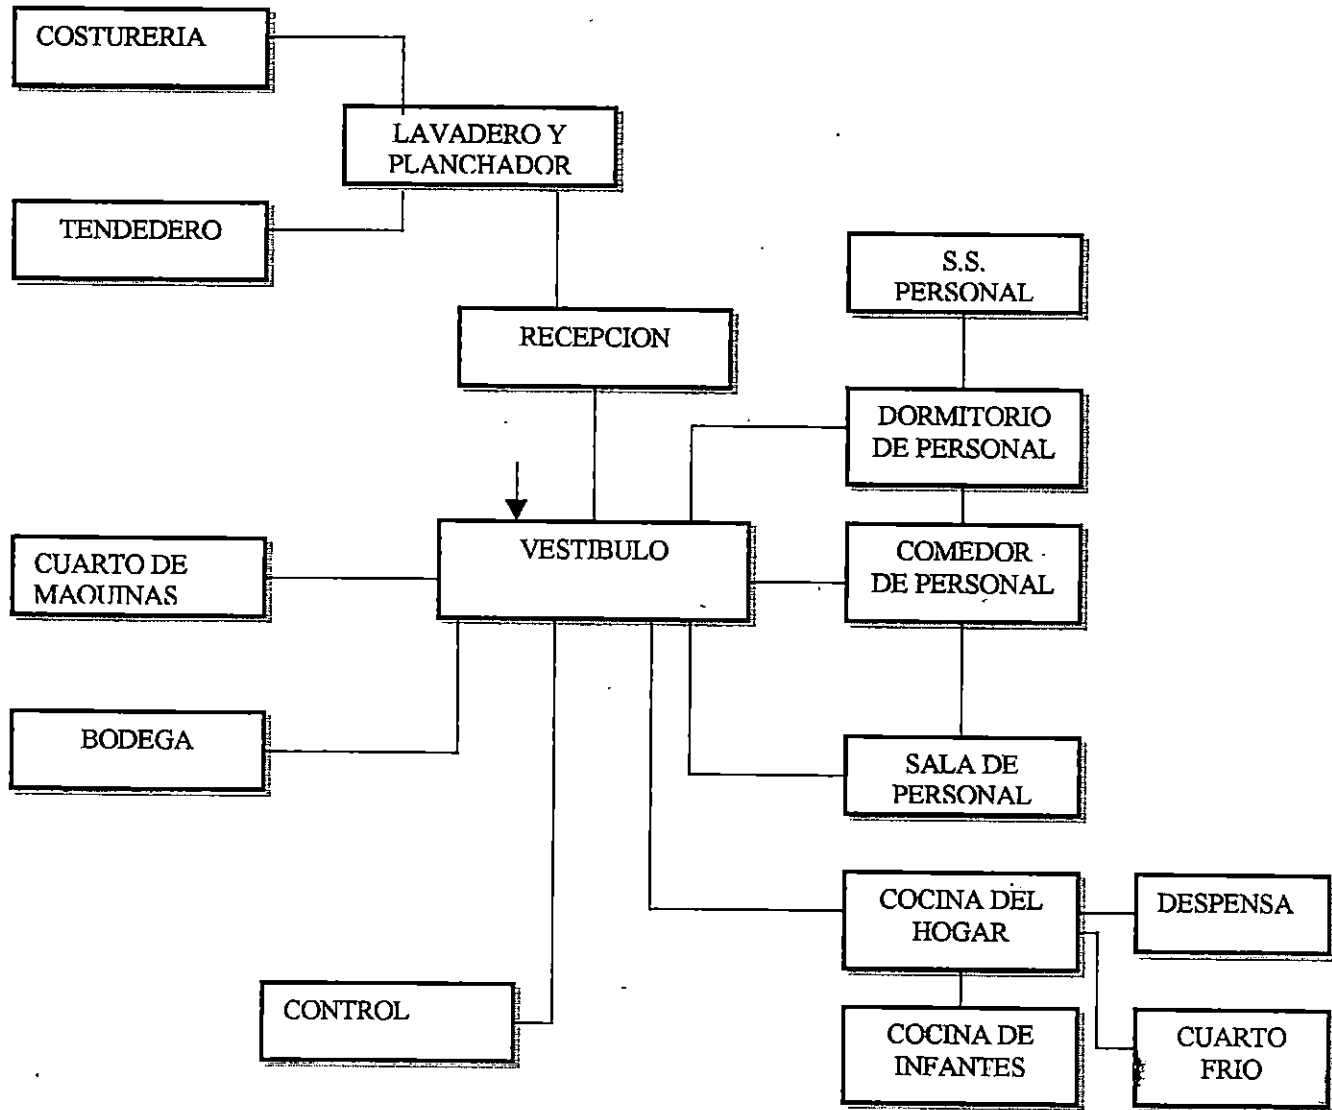 COSTURERIA
LAVADERO Y
PLANCHADOR
TENDEDERO
S.S.
PERSONAL
RECEPCION
DORMITORIO
DE PERSONAL
VESTIBULO
COMEDOR
DE PERSONAL
CUARTO DE
MAQUINAS
BODEGA
SALA DE
PERSONAL
COCINA DEL
HOGAR
DESPENSA
CONTROL
COCINA DE
INFANTES
CUARTO
FRIO